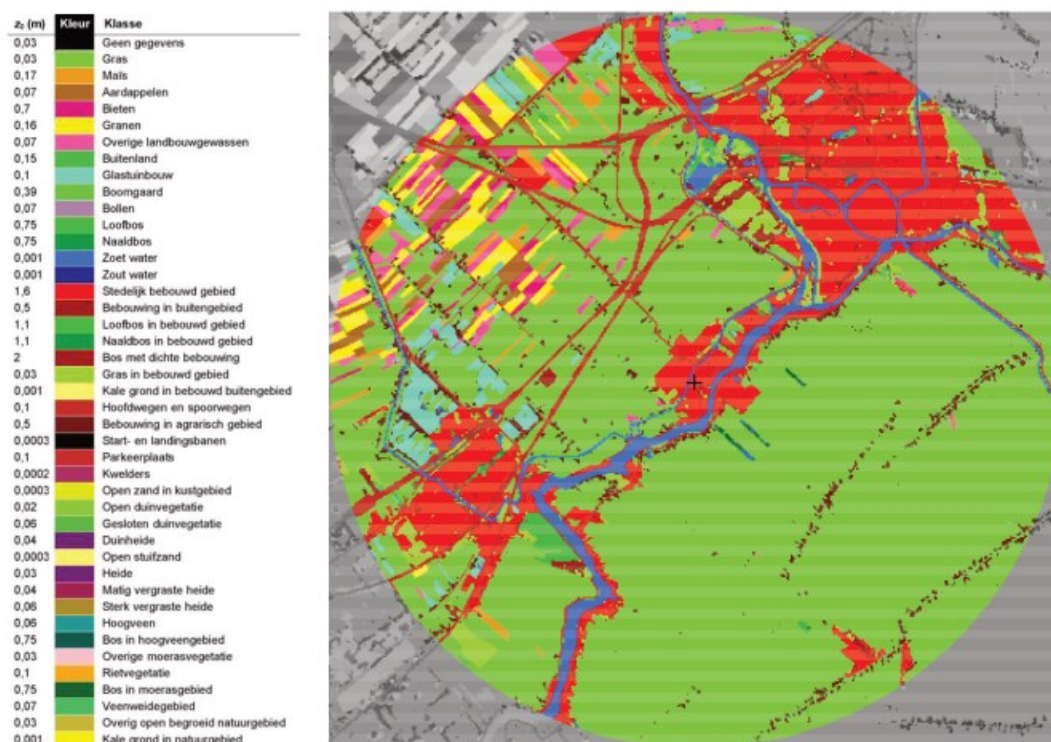 z₀ (m) Kleur Klasse
0,03 Geen gegevens
0,03 Gras
0,17 Maïs
0,07 Aardappelen
0,7 Bieten
0,16 Granen
0,07 Overige landbouwgewassen
0,15 Buitenland
0,1 Glastuinbouw
0,39 Boomgaard
0,07 Bollen
0,75 Loofbos
0,75 Naaldbos
0,001 Zoet water
0,001 Zout water
1,6 Stedelijk bebouwd gebied
0,5 Bebouwing in buitengebied
1,1 Loofbos in bebouwd gebied
1,1 Naaldbos in bebouwd gebied
2 Bos met dichte bebouwing
0,03 Gras in bebouwd gebied
0,001 Kale grond in bebouwd buitengebied
0,1 Hoofdwegen en spoorwegen
0,5 Bebouwing in agrarisch gebied
0,0003 Start- en landingsbanen
0,1 Parkeerplaats
0,0002 Kwelders
0,0003 Open zand in kustgebied
0,02 Open duinvegetatie
0,06 Gesloten duinvegetatie
0,04 Duinheide
0,0003 Open stuifzand
0,03 Heide
0,04 Matig vergraste heide
0,06 Sterk vergraste heide
0,06 Hoogveen
0,75 Bos in hoogveengebied
0,03 Overige moerasvegetatie
0,1 Rietvegetatie
0,75 Bos in moerasgebied
0,07 Veenweidegebied
0,03 Overig open begroeid natuurgebied
0,001 Kale grond in natuurgebied